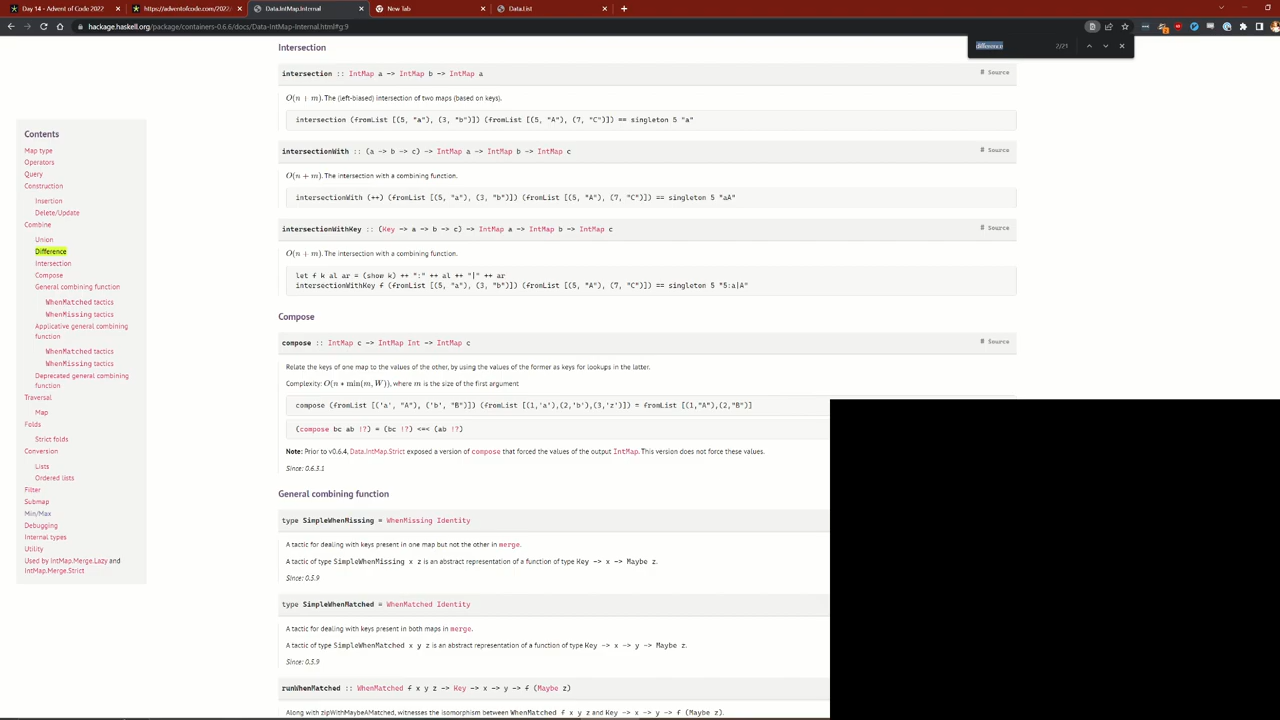 Day 14 - Advent of Code 2022
https://adventofcode.com/2022/
Data.IntMap.Internal
New Tab
Data.List
hackage.haskell.org/package/containers-0.6.6/docs/Data-IntMap-Internal.html#g:9
difference
2/21
Contents
Map type
Operators
Query
Construction
Insertion
Delete/Update
Combine
Union
Difference
Intersection
Compose
General combining function
WhenMatched tactics
WhenMissing tactics
Applicative general combining
function
WhenMatched tactics
WhenMissing tactics
Deprecated general combining
function
Traversal
Map
Folds
Strict folds
Conversion
Lists
Ordered lists
Filter
Submap
Min/Max
Debugging
Internal types
Utility
Used by IntMap.Merge.Lazy and
IntMap.Merge.Strict
Intersection
intersection :: IntMap a -> IntMap b -> IntMap a
# Source
O(n + m). The (left-biased) intersection of two maps (based on keys).
intersection (fromList [(5, "a"), (3, "b")]) (fromList [(5, "A"), (7, "C")]) == singleton 5 "a"
intersectionWith :: (a -> b -> c) -> IntMap a -> IntMap b -> IntMap c
# Source
O(n + m). The intersection with a combining function.
intersectionWith (++) (fromList [(5, "a"), (3, "b")]) (fromList [(5, "A"), (7, "C")]) == singleton 5 "aA"
intersectionWithKey :: (Key -> a -> b -> c) -> IntMap a -> IntMap b -> IntMap c
# Source
O(n + m). The intersection with a combining function.
let f k al ar = (show k) ++ ":" ++ al ++ "|" ++ ar
intersectionWithKey f (fromList [(5, "a"), (3, "b")]) (fromList [(5, "A"), (7, "C")]) == singleton 5 "5:a|A"
Compose
compose :: IntMap c -> IntMap Int -> IntMap c
# Source
Relate the keys of one map to the values of the other, by using the values of the former as keys for lookups in the latter.
Complexity: O(n * min(m, W)), where m is the size of the first argument
compose (fromList [('a', "A"), ('b', "B")]) (fromList [(1,'a'),(2,'b'),(3,'z')]) = fromList [(1,"A"),(2,"B")]
(compose bc ab !?) = (bc !?) <=< (ab !?)
Note: Prior to v0.6.4, Data.IntMap.Strict exposed a version of compose that forced the values of the output IntMap. This version does not force these values.
Since: 0.6.3.1
General combining function
type SimpleWhenMissing = WhenMissing Identity
A tactic for dealing with keys present in one map but not the other in merge.
A tactic of type SimpleWhenMissing x z is an abstract representation of a function of type Key -> x -> Maybe z.
Since: 0.5.9
type SimpleWhenMatched = WhenMatched Identity
A tactic for dealing with keys present in both maps in merge.
A tactic of type SimpleWhenMatched x y z is an abstract representation of a function of type Key -> x -> y -> Maybe z.
Since: 0.5.9
runWhenMatched :: WhenMatched f x y z -> Key -> x -> y -> f (Maybe z)
Along with zipWithMaybeAMatched, witnesses the isomorphism between WhenMatched f x y z and Key -> x -> y -> f (Maybe z).